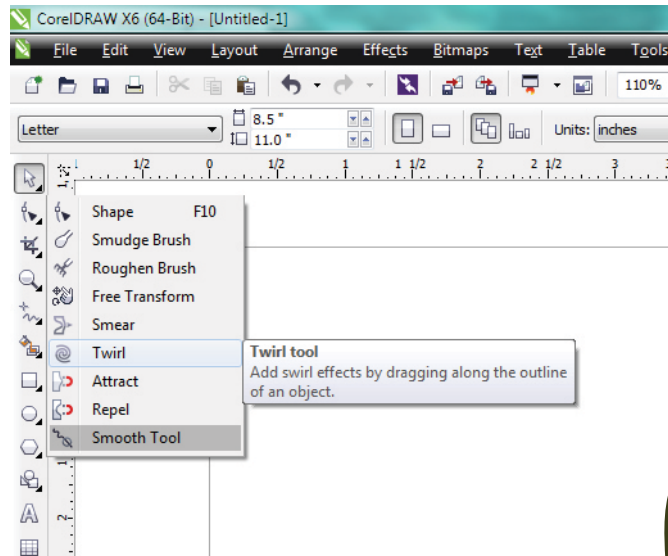 CorelDRAW X6 (64-Bit) - [Untitled-1]
File Edit View Layout Arrange Effects Bitmaps Text Table Tools
110%
Letter 8.5 " Units: inches
11.0 "
1/2 0 1/2 1 1 1/2 2 2 1/2 3
Shape F10
Smudge Brush
Roughen Brush
Free Transform
Smear
Twirl
Attract
Repel
Smooth Tool
Twirl tool
Add swirl effects by dragging along the outline
of an object.
2